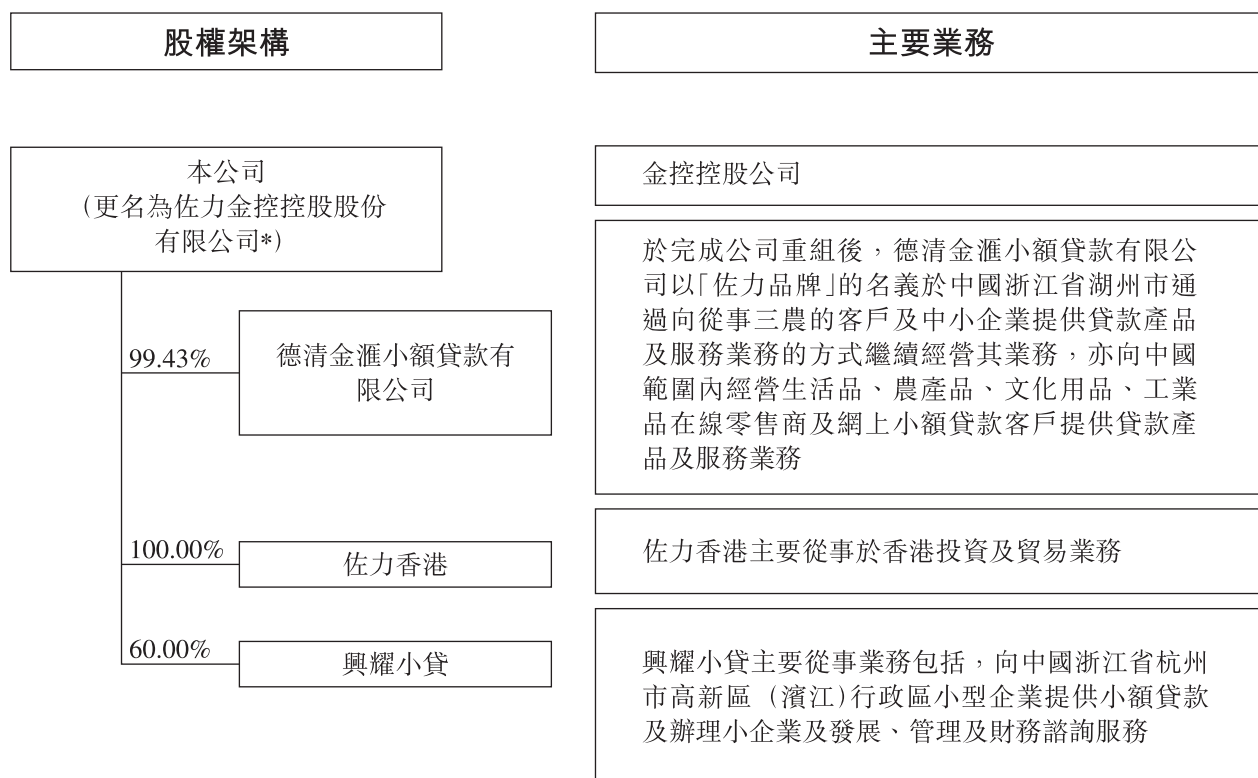 股權架構
主要業務
本公司
(更名為佐力金控控股股份
有限公司*)
金控控股公司
99.43%
德清金滙小額貸款有
限公司
於完成公司重組後，德清金滙小額貸款有限公
司以「佐力品牌」的名義於中國浙江省湖州市通
過向從事三農的客戶及中小企業提供貸款產品
及服務業務的方式繼續經營其業務，亦向中國
範圍內經營生活品、農產品、文化用品、工業
品在線零售商及網上小額貸款客戶提供貸款產
品及服務業務
100.00%
佐力香港
佐力香港主要從事於香港投資及貿易業務
60.00%
興耀小貸
興耀小貸主要從事業務包括，向中國浙江省杭州
市高新區 (濱江)行政區小型企業提供小額貸款
及辦理小企業及發展、管理及財務諮詢服務